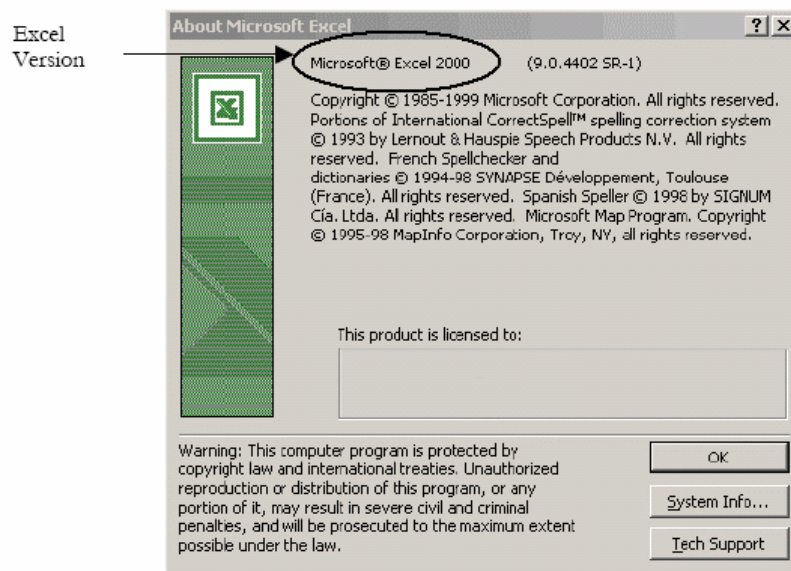 Excel
Version
About Microsoft Excel
Microsoft® Excel 2000 (9.0.4402 SR-1)
Copyright © 1985-1999 Microsoft Corporation. All rights reserved.
Portions of International CorrectSpell™ spelling correction system
© 1993 by Lernout & Hauspie Speech Products N.V. All rights
reserved. French Spellchecker and
dictionaries © 1994-98 SYNAPSE Développement, Toulouse
(France). All rights reserved. Spanish Speller © 1998 by SIGNUM
Cía. Ltda. All rights reserved. Microsoft Map Program. Copyright
© 1995-98 MapInfo Corporation, Troy, NY, all rights reserved.
This product is licensed to:
Warning: This computer program is protected by
copyright law and international treaties. Unauthorized
reproduction or distribution of this program, or any
portion of it, may result in severe civil and criminal
penalties, and will be prosecuted to the maximum extent
possible under the law.
OK
System Info...
Tech Support